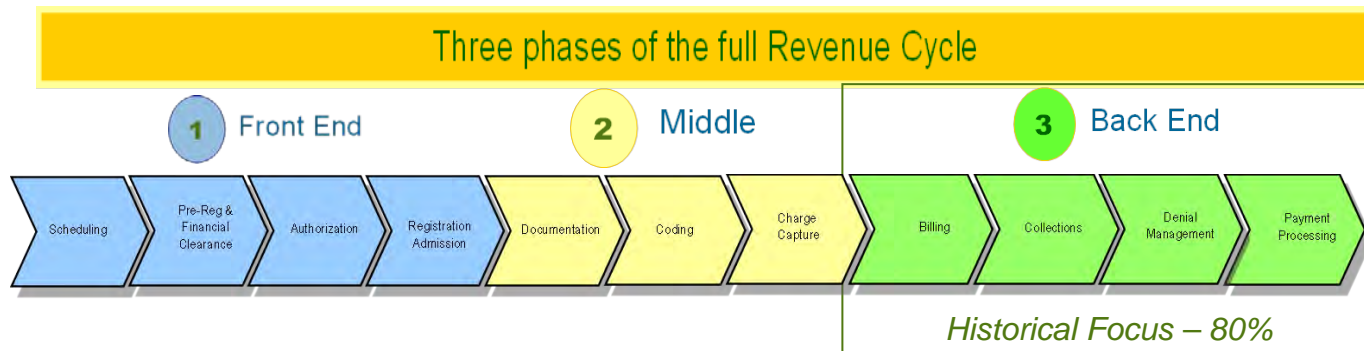 Three phases of the full Revenue Cycle
1 Front End
2 Middle
3 Back End
Scheduling
Pre-Reg &
Financial
Clearance
Authorization
Registration
Admission
Documentation
Coding
Charge
Capture
Billing
Collections
Denial
Management
Payment
Processing
Historical Focus – 80%